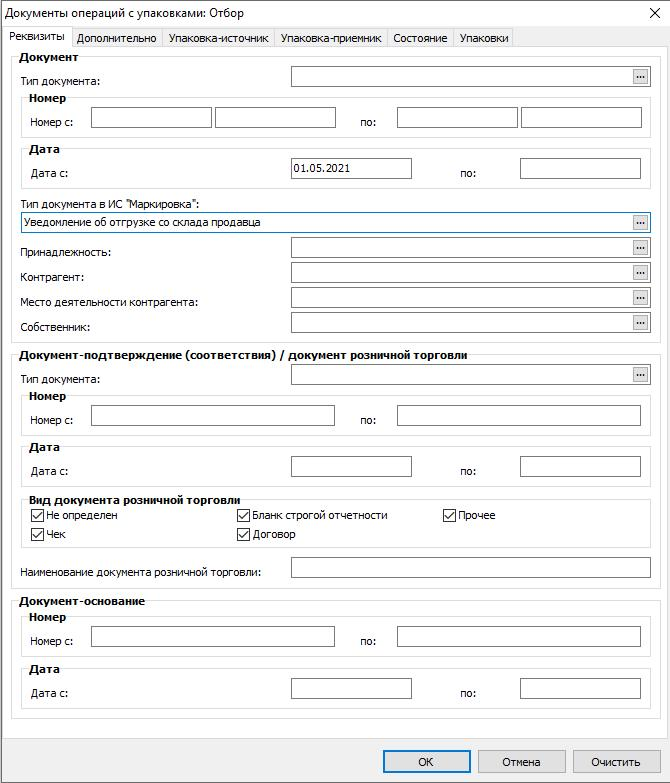 Документы операций с упаковками: Отбор
Реквизиты Дополнительно Упаковка-источник Упаковка-приемник Состояние Упаковки
Документ
Тип документа: ...
Номер
Номер с: по:
Дата
Дата с: 01.05.2021 по:
Тип документа в ИС "Маркировка":
Уведомление об отгрузке со склада продавца ...
Принадлежность: ...
Контрагент: ...
Место деятельности контрагента: ...
Собственник: ...
Документ-подтверждение (соответствия) / документ розничной торговли
Тип документа: ...
Номер
Номер с: по:
Дата
Дата с: по:
Вид документа розничной торговли
Не определен Бланк строгой отчетности Прочее
Чек Договор
Наименование документа розничной торговли:
Документ-основание
Номер
Номер с: по:
Дата
Дата с: по:
ОК Отмена Очистить